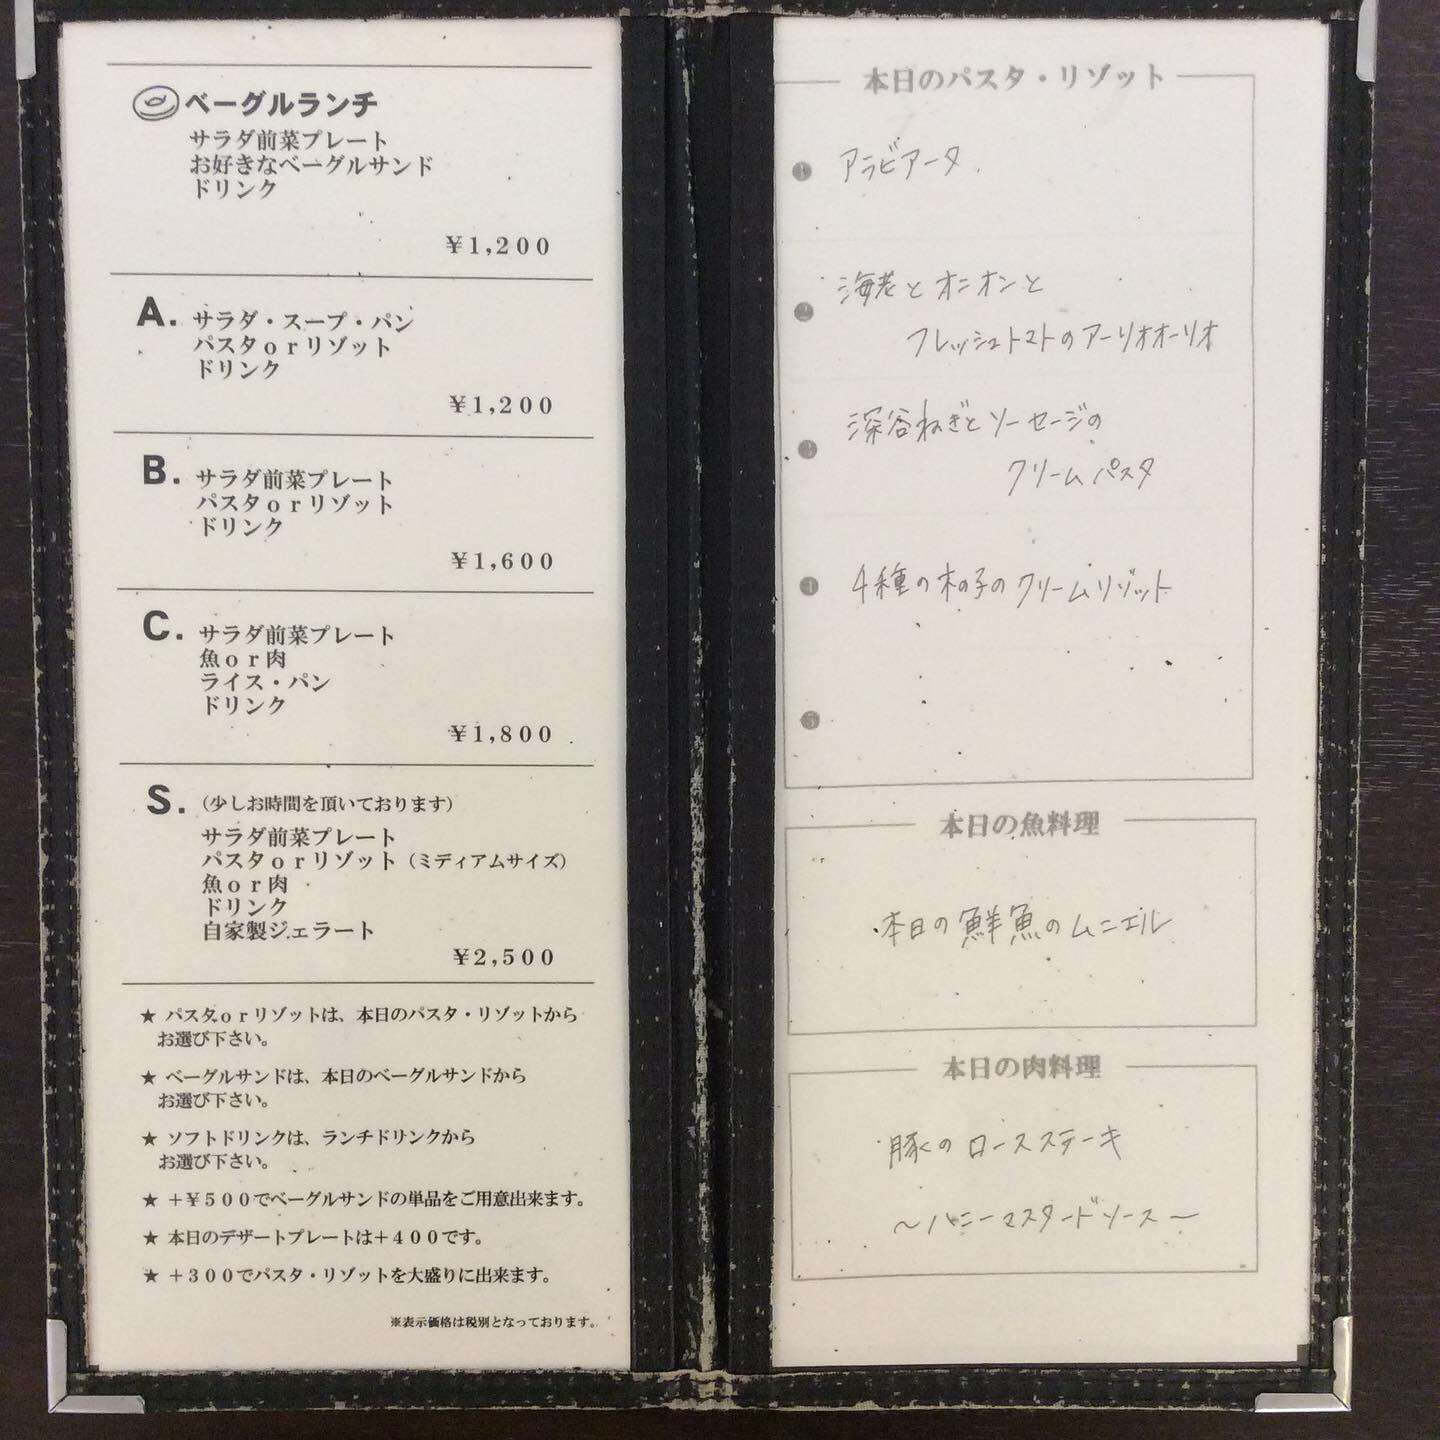 ベーグルランチ
サラダ前菜プレート
お好きなベーグルサンド
ドリンク
¥1,200
A. サラダ・スープ・パン
パスタorリゾット
ドリンク
¥1,200
B. サラダ前菜プレート
パスタorリゾット
ドリンク
¥1,600
C. サラダ前菜プレート
魚or肉
ライス・パン
ドリンク
¥1,800
S.（少しお時間を頂いております）
サラダ前菜プレート
パスタorリゾット（ミディアムサイズ）
魚or肉
ドリンク
自家製ジェラート
¥2,500
★ パスタorリゾットは、本日のパスタ・リゾットから
お選び下さい。
★ ベーグルサンドは、本日のベーグルサンドから
お選び下さい。
★ ソフトドリンクは、ランチドリンクから
お選び下さい。
★ +¥500でベーグルサンドの単品をご用意出来ます。
★ 本日のデザートプレートは+400です。
★ +300でパスタ・リゾットを大盛りに出来ます。
※表示価格は税別となっております。
本日のパスタ・リゾット
1 アラビアータ
2 海老とオニオンと
フレッシュトマトのアーリオオーリオ
3 深谷ねぎとソーセージの
クリームパスタ
4 4種の木の子のクリームリゾット
5
本日の魚料理
本日の鮮魚のムニエル
本日の肉料理
豚のロースステーキ
～ハニーマスタードソース～